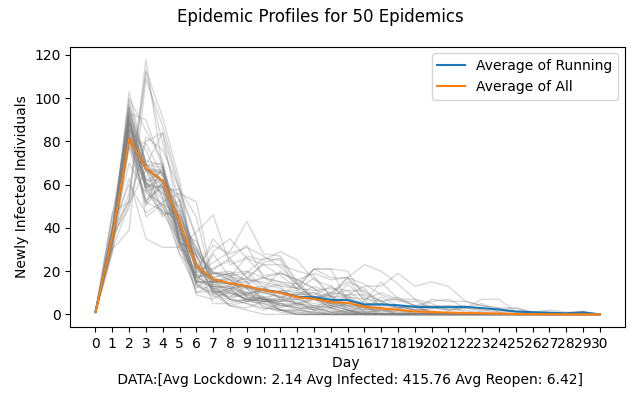 Epidemic Profiles for 50 Epidemics
120
100
80
60
40
20
0
Newly Infected Individuals
Average of Running
Average of All
0 1 2 3 4 5 6 7 8 9 10 11 12 13 14 15 16 17 18 19 20 21 22 23 24 25 26 27 28 29 30
Day
DATA:[Avg Lockdown: 2.14 Avg Infected: 415.76 Avg Reopen: 6.42]